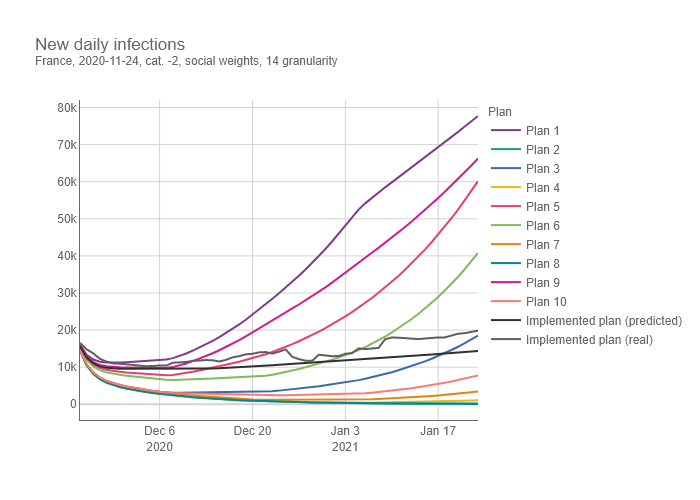 New daily infections
France, 2020-11-24, cat. -2, social weights, 14 granularity
80k
70k
60k
50k
40k
30k
20k
10k
0
Dec 6
2020
Dec 20
Jan 3
2021
Jan 17
Plan
Plan 1
Plan 2
Plan 3
Plan 4
Plan 5
Plan 6
Plan 7
Plan 8
Plan 9
Plan 10
Implemented plan (predicted)
Implemented plan (real)